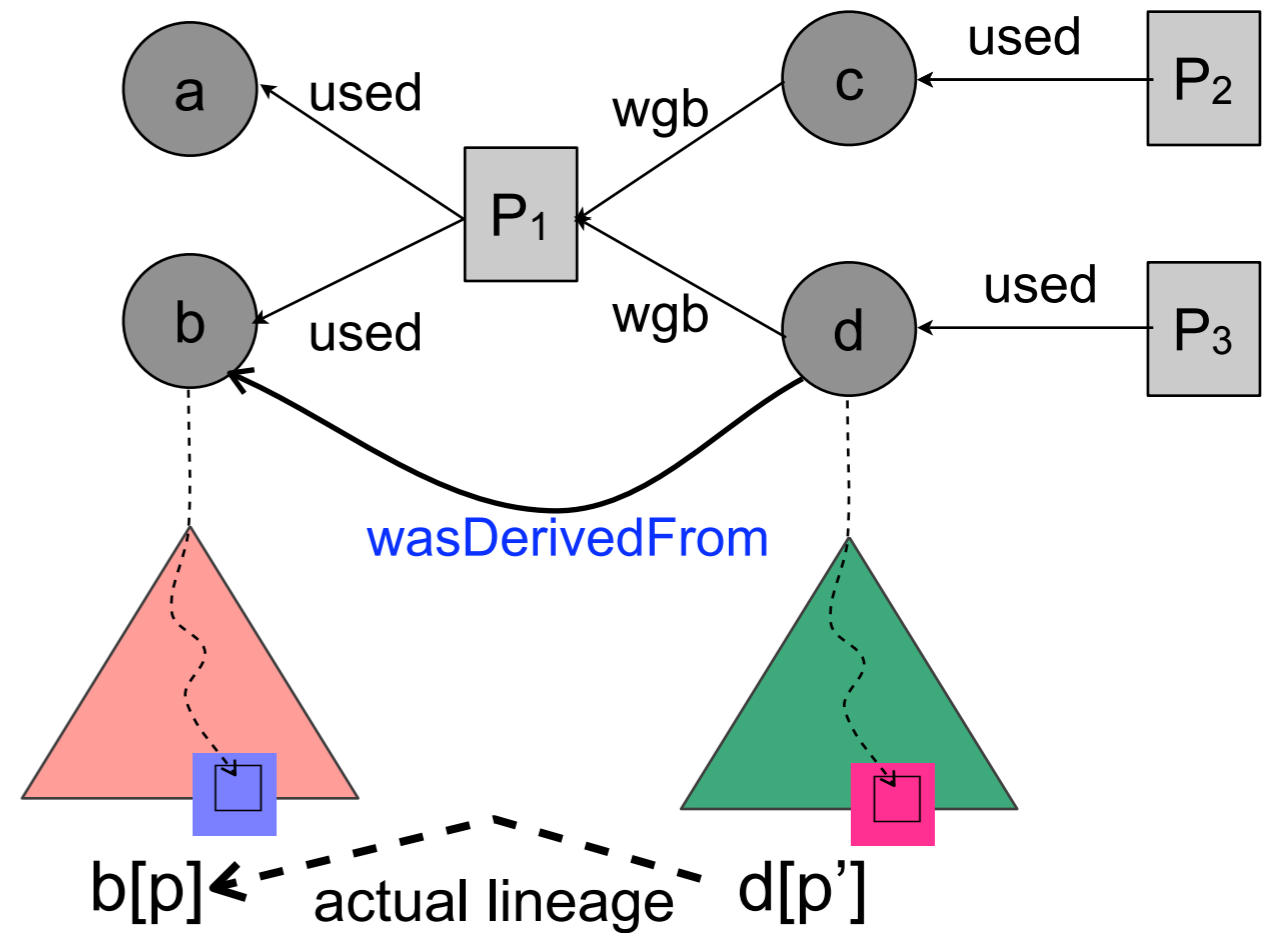 used
a
used
c
P₂
wgb
P₁
used
b
used
wgb
d
P₃
wasDerivedFrom
b[p]
actual lineage
d[p’]